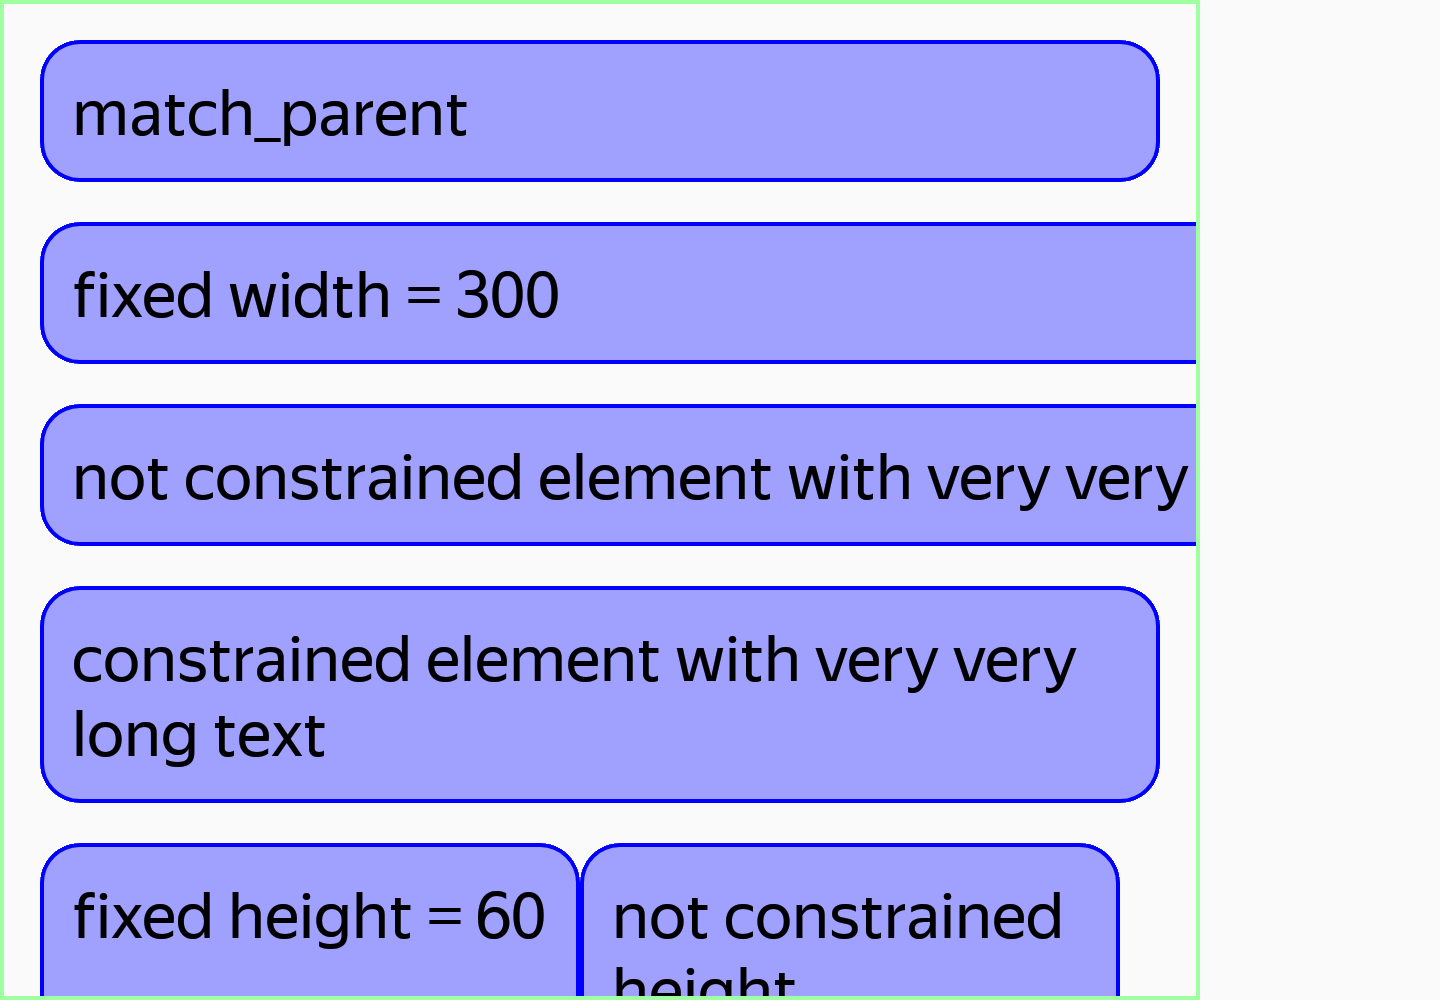 match_parent
fixed width = 300
not constrained element with very very
constrained element with very very
long text
fixed height = 60
not constrained
height